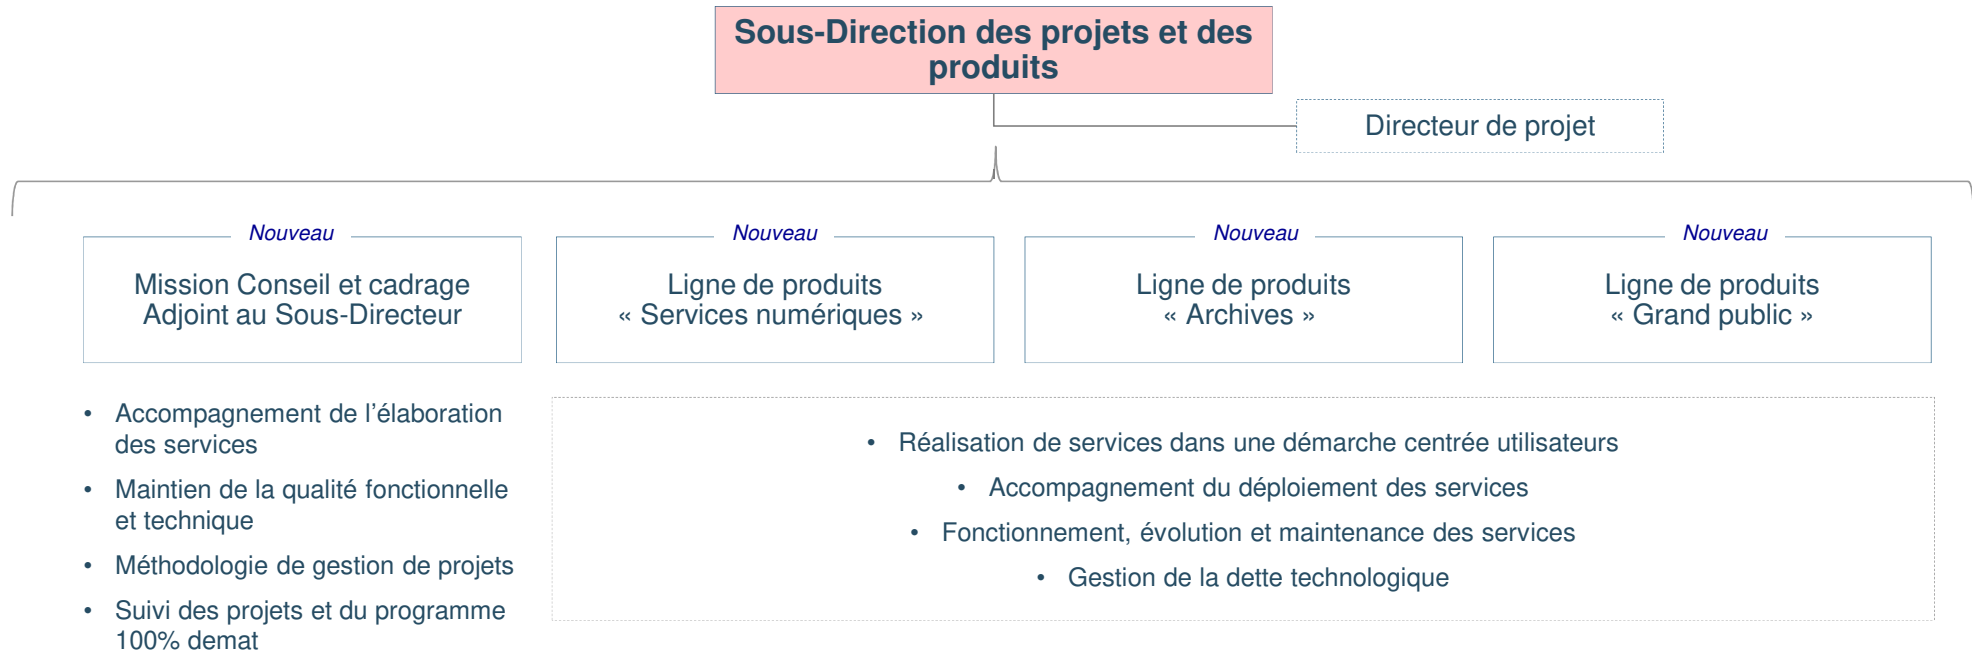 Sous-Direction des projets et des
produits
Directeur de projet
Nouveau
Mission Conseil et cadrage
Adjoint au Sous-Directeur
Nouveau
Ligne de produits
« Services numériques »
Nouveau
Ligne de produits
« Archives »
Nouveau
Ligne de produits
« Grand public »
• Accompagnement de l’élaboration
des services
• Maintien de la qualité fonctionnelle
et technique
• Méthodologie de gestion de projets
• Suivi des projets et du programme
100% demat
• Réalisation de services dans une démarche centrée utilisateurs
• Accompagnement du déploiement des services
• Fonctionnement, évolution et maintenance des services
• Gestion de la dette technologique